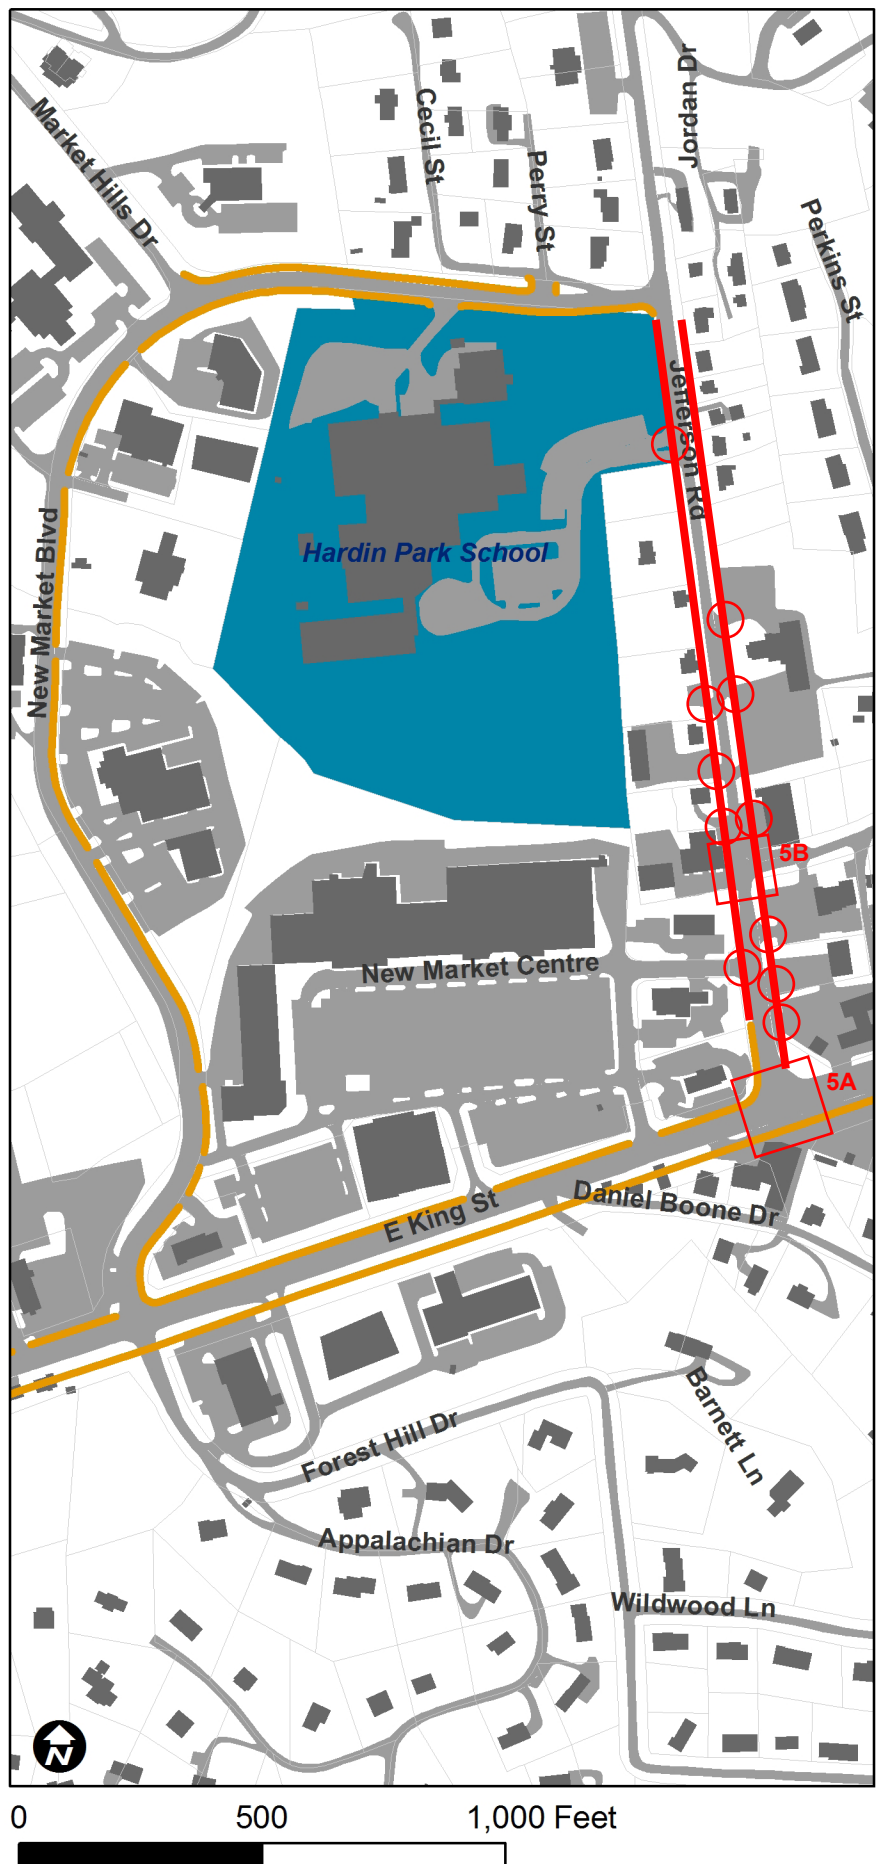 Jordan Dr
Cecil St
Market Hills Dr
Perry St
Perkins St
Jefferson Rd
New Market Blvd
Hardin Park School
5B
New Market Centre
5A
Daniel Boone Dr
E King St
Barnett Ln
Forest Hill Dr
Appalachian Dr
Wildwood Ln
N
0 500 1,000 Feet